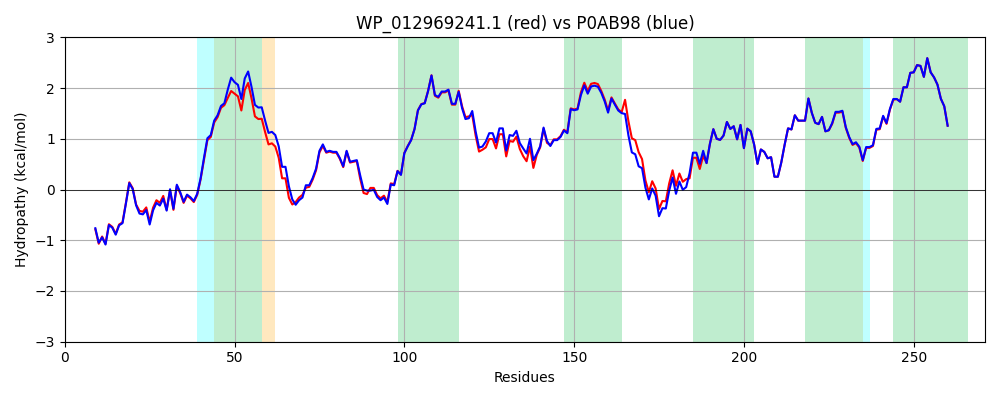 WP_012969241.1 (red) vs P0AB98 (blue)
3
2
1
0
−1
−2
−3
Hydropathy (kcal/mol)
0 50 100 150 200 250
Residues